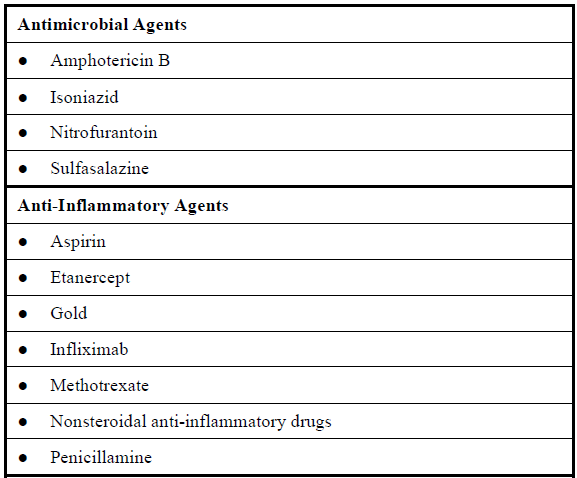 Antimicrobial Agents
● Amphotericin B
● Isoniazid
● Nitrofurantoin
● Sulfasalazine
Anti-Inflammatory Agents
● Aspirin
● Etanercept
● Gold
● Infliximab
● Methotrexate
● Nonsteroidal anti-inflammatory drugs
● Penicillamine